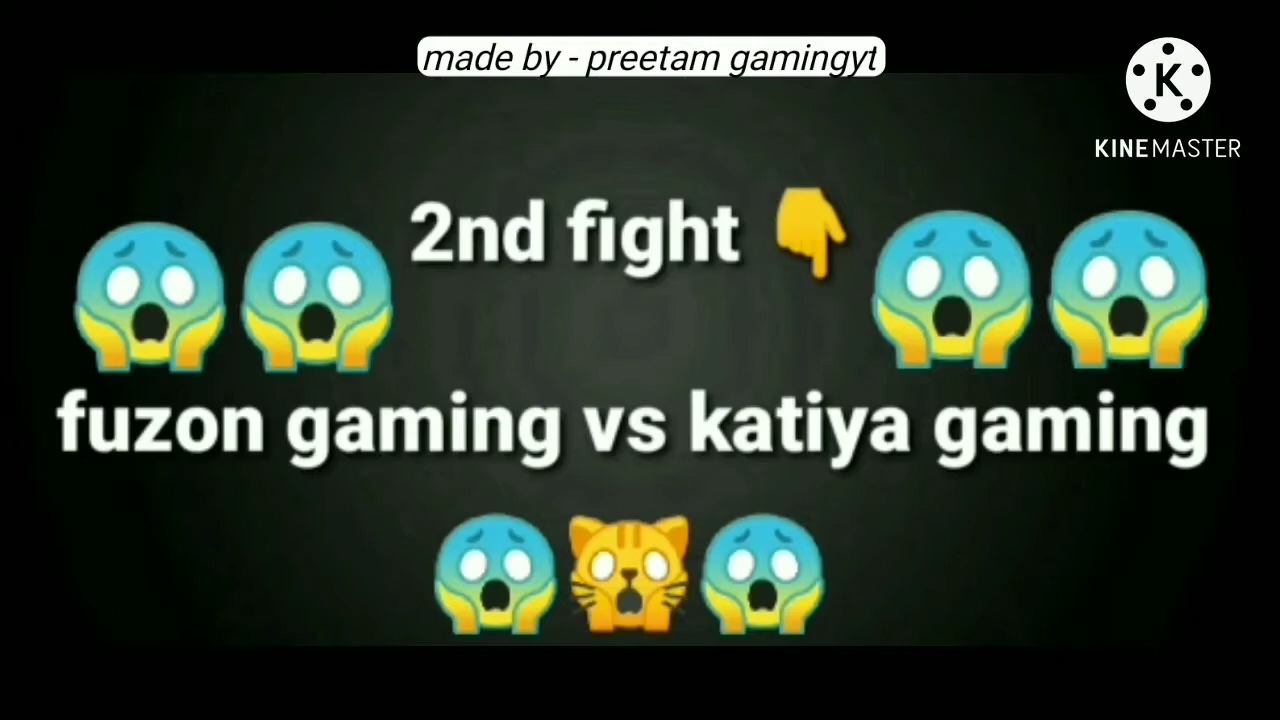 made by - preetam gamingyt
K
KINEMASTER
2nd fight 👇
fuzon gaming vs katiya gaming